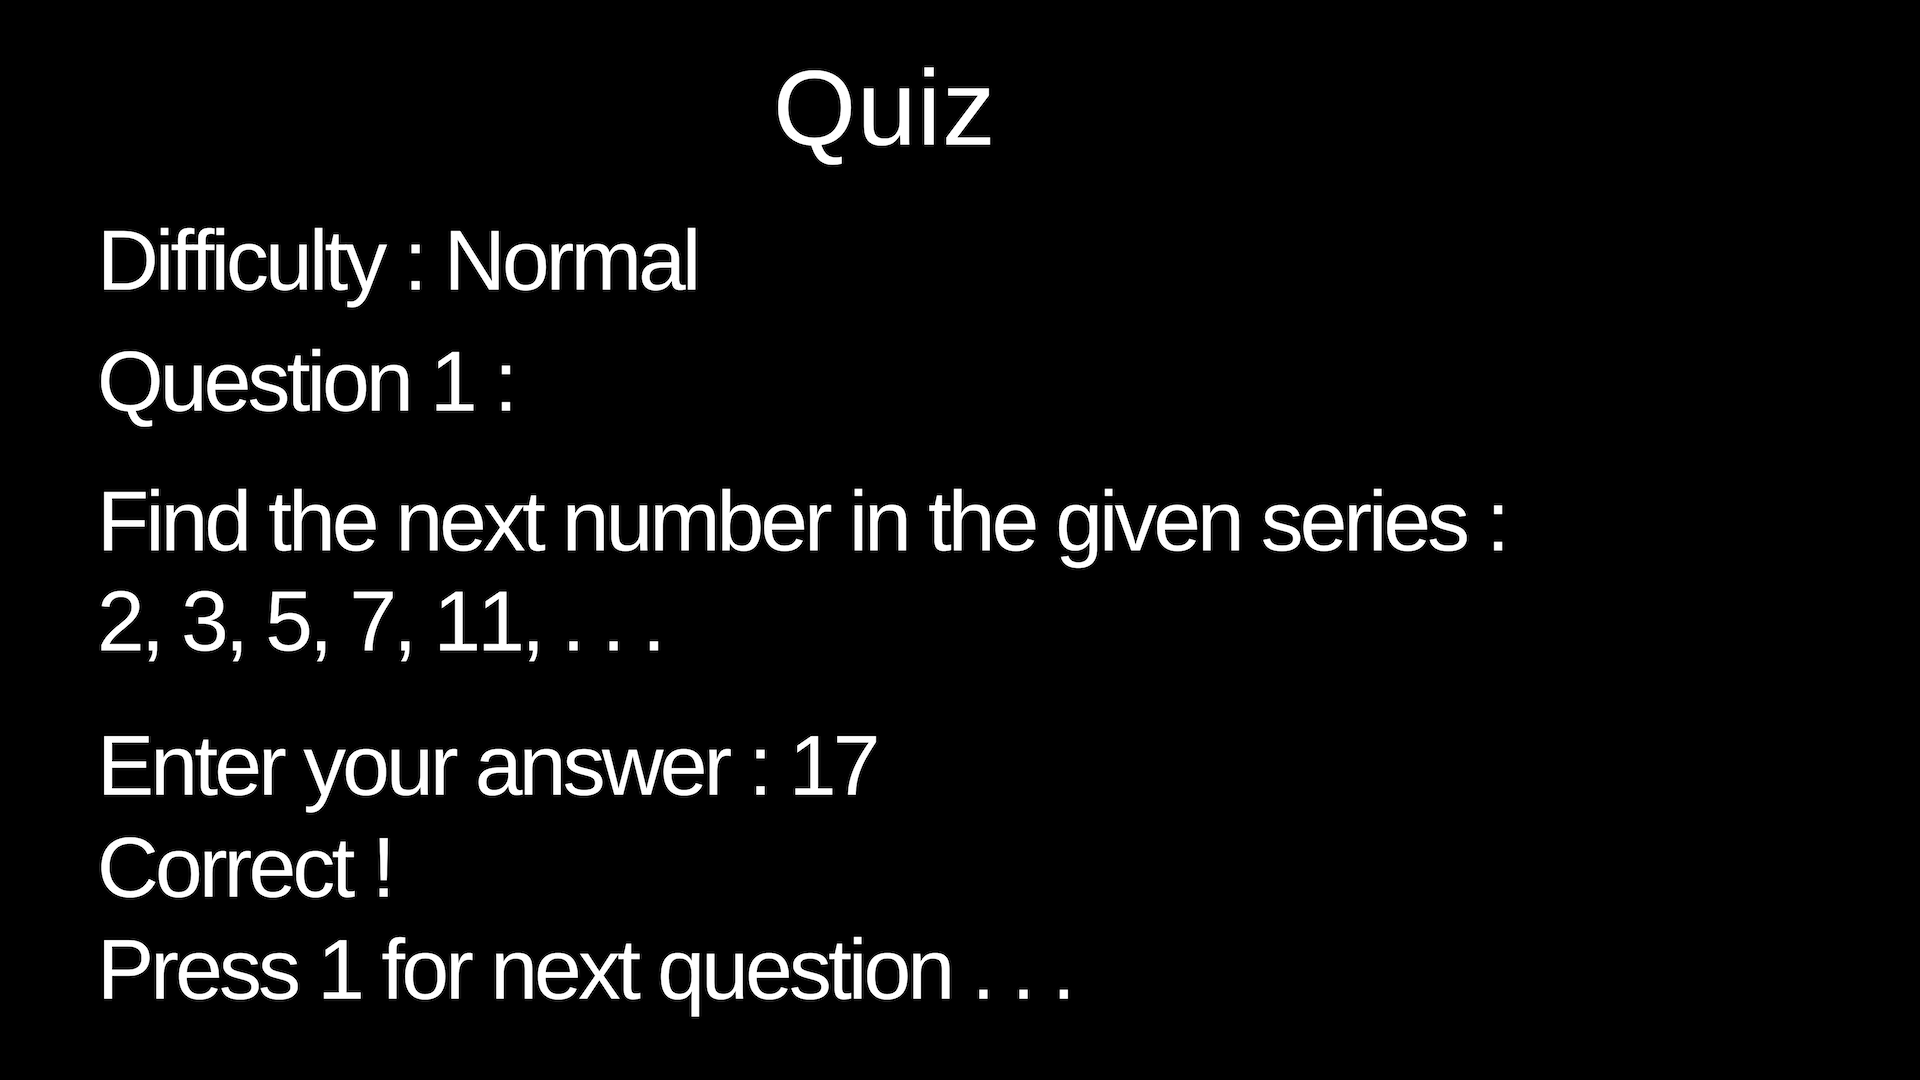 Quiz
Difficulty : Normal
Question 1 :
Find the next number in the given series :
2, 3, 5, 7, 11, . . .
Enter your answer : 17
Correct !
Press 1 for next question . . .